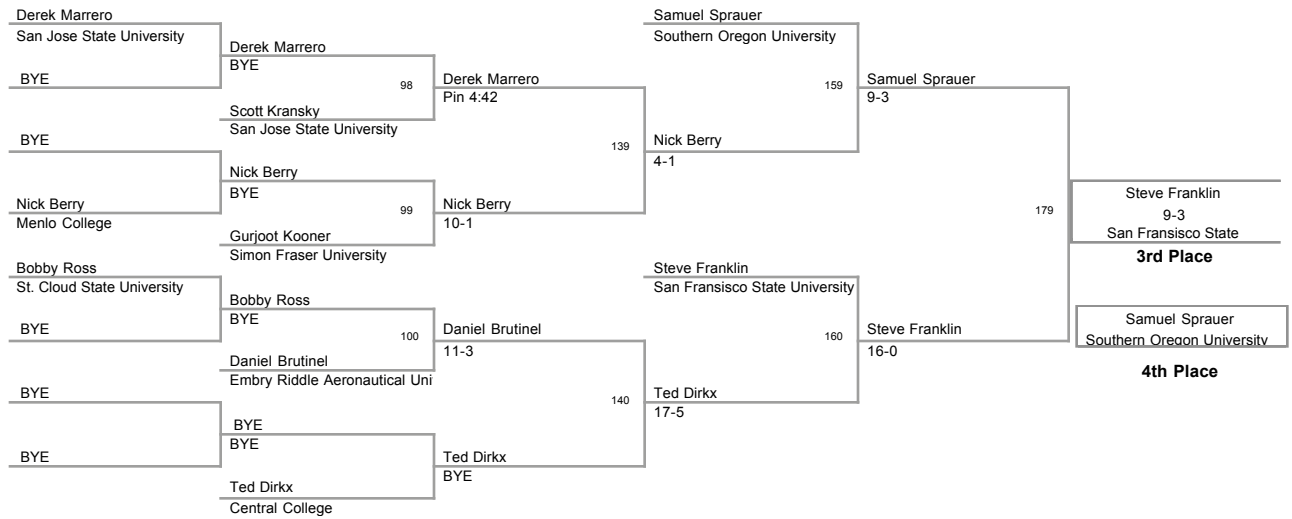 Derek Marrero
San Jose State University
BYE
BYE
Nick Berry
Menlo College
Bobby Ross
St. Cloud State University
BYE
BYE
BYE
Derek Marrero
BYE
98
Scott Kransky
San Jose State University
Nick Berry
BYE
99
Gurjoot Kooner
Simon Fraser University
Bobby Ross
BYE
100
Daniel Brutinel
Embry Riddle Aeronautical Uni
BYE
BYE
Ted Dirkx
Central College
Derek Marrero
Pin 4:42
139
Nick Berry
10-1
Daniel Brutinel
11-3
140
Ted Dirkx
BYE
Samuel Sprauer
Southern Oregon University
159
Nick Berry
4-1
Steve Franklin
San Fransisco State University
160
Ted Dirkx
17-5
Samuel Sprauer
9-3
179
Steve Franklin
16-0
Steve Franklin
9-3
San Fransisco State
3rd Place
Samuel Sprauer
Southern Oregon University
4th Place